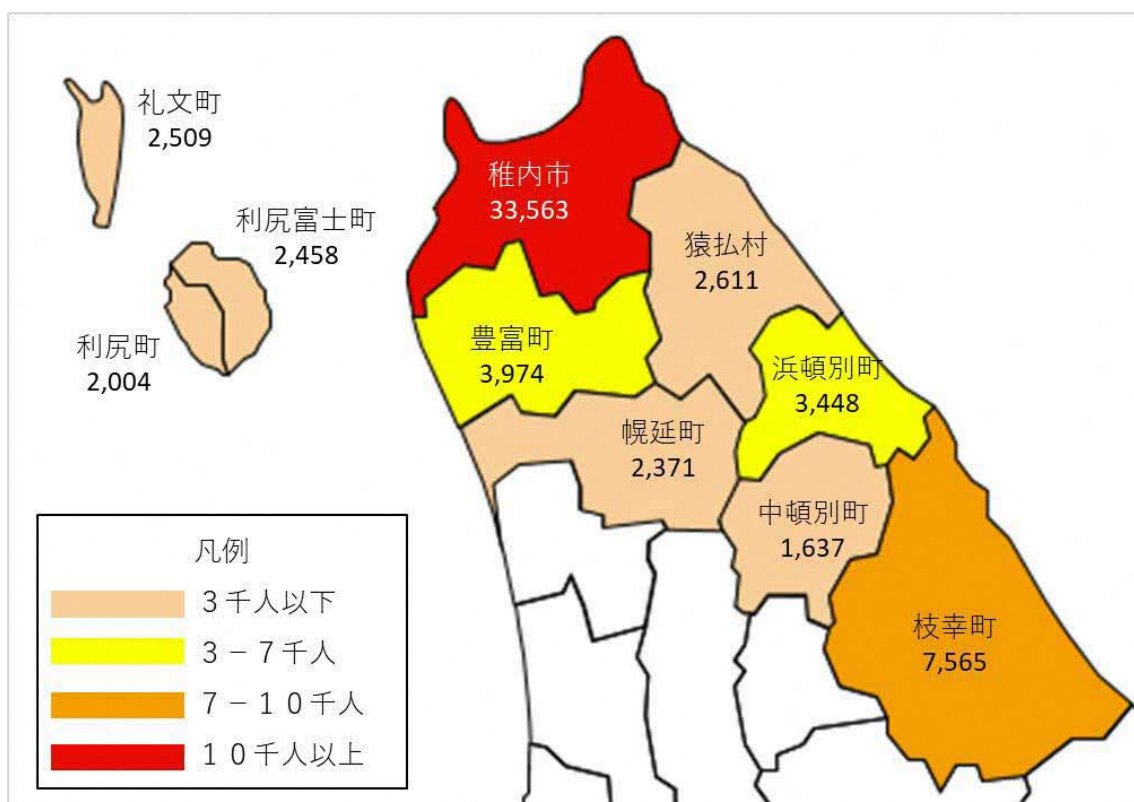 礼文町
2,509
利尻富士町
2,458
利尻町
2,004
稚内市
33,563
猿払村
2,611
豊富町
3,974
浜頓別町
3,448
幌延町
2,371
中頓別町
1,637
枝幸町
7,565
凡例
３千人以下
３－７千人
７－１０千人
１０千人以上